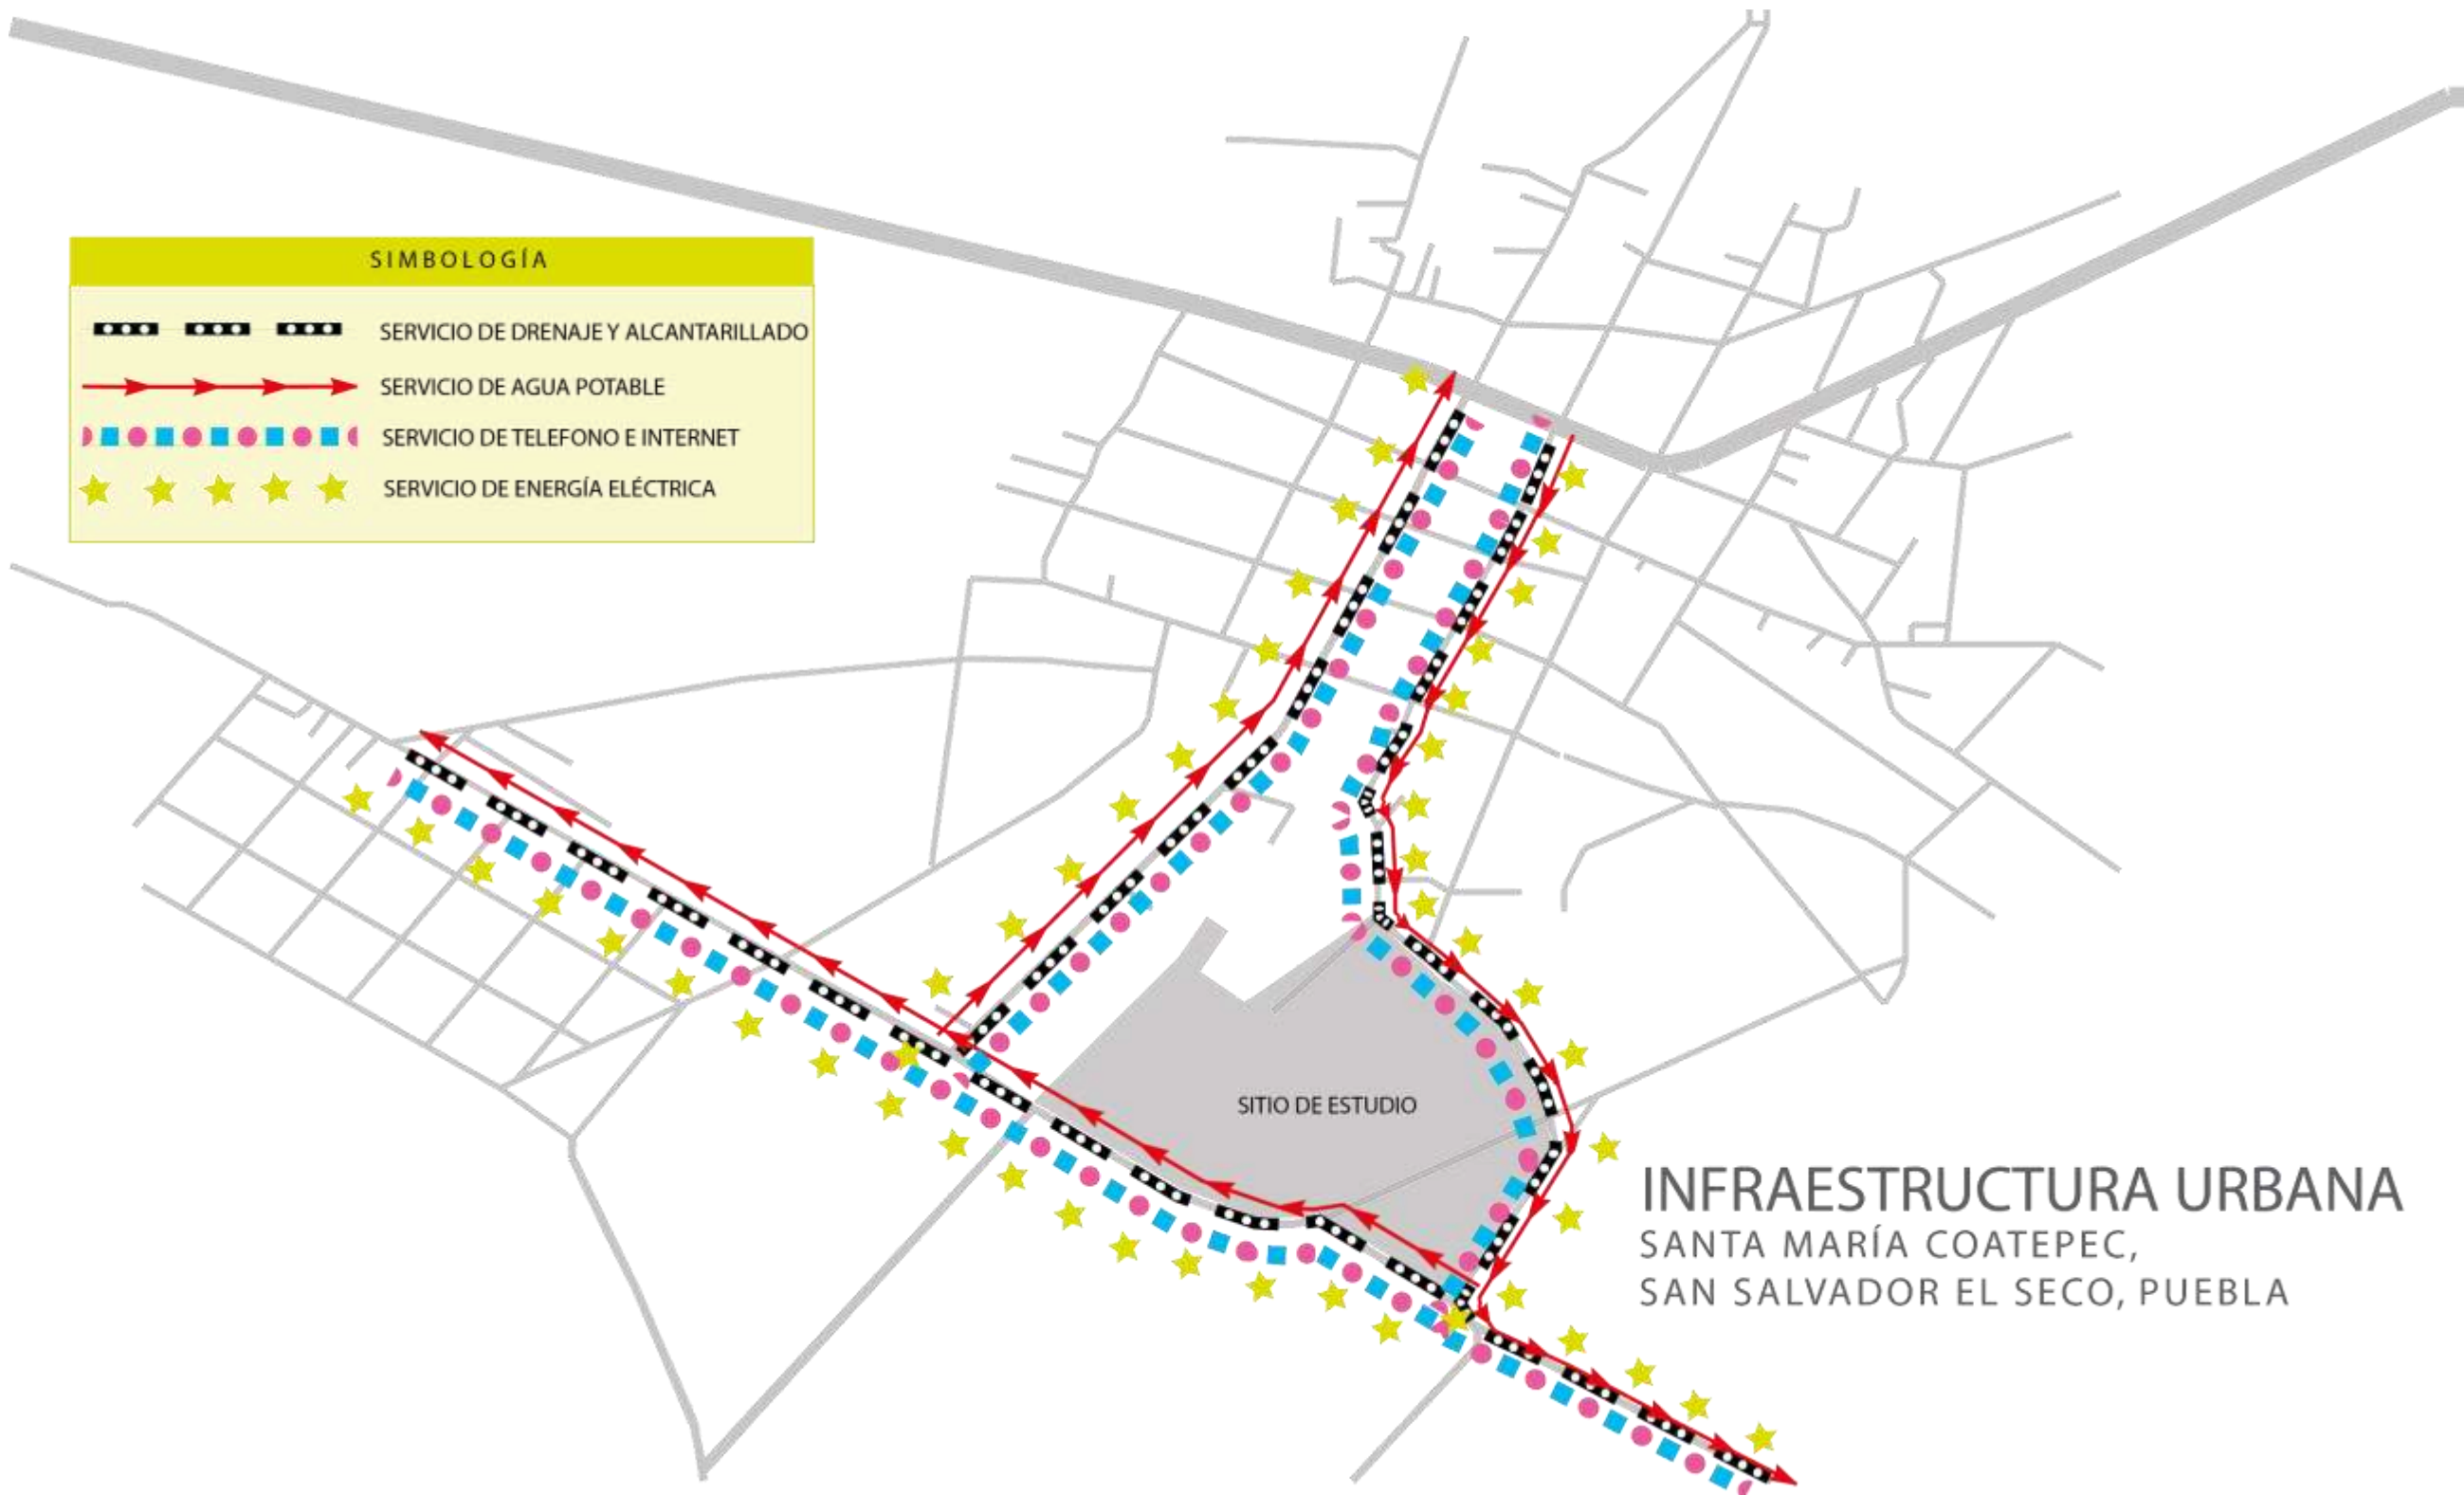 SIMBOLOGÍA
SERVICIO DE DRENAJE Y ALCANTARILLADO
SERVICIO DE AGUA POTABLE
SERVICIO DE TELEFONO E INTERNET
SERVICIO DE ENERGÍA ELÉCTRICA
SITIO DE ESTUDIO
INFRAESTRUCTURA URBANA
SANTA MARÍA COATEPEC,
SAN SALVADOR EL SECO, PUEBLA